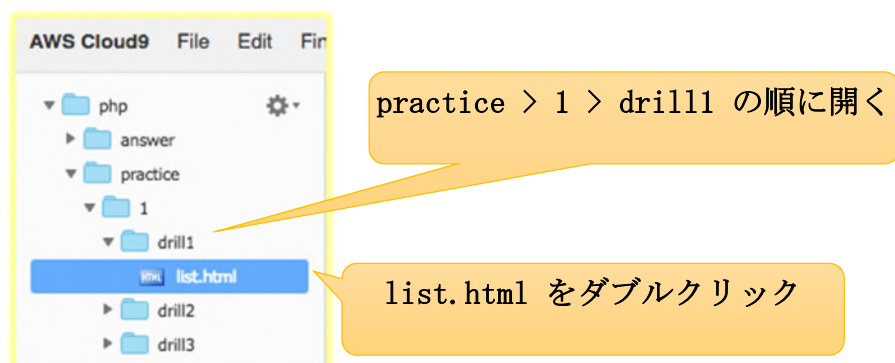 AWS Cloud9 File Edit Fin
php
answer
practice
1
drill1
list.html
drill2
drill3
practice > 1 > drill1 の順に開く
list.html をダブルクリック